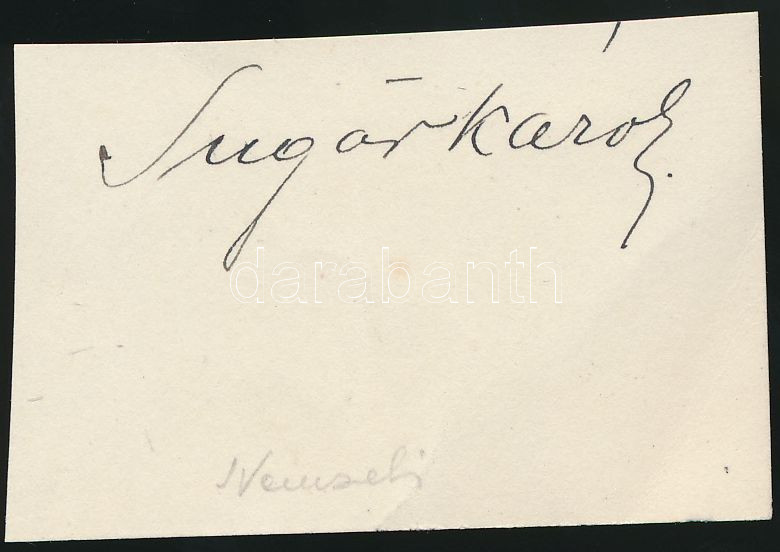 Sugár Károly.
darabanth
Nemzeti